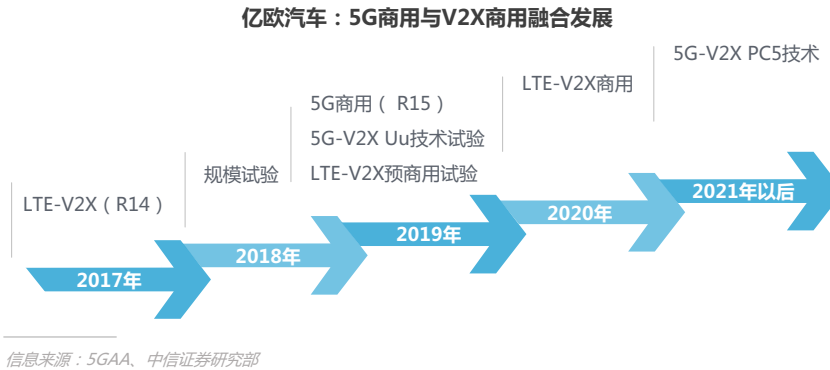 亿欧汽车：5G商用与V2X商用融合发展
5G-V2X PC5技术
LTE-V2X商用
5G商用（ R15 ）
5G-V2X Uu技术试验
LTE-V2X预商用试验
规模试验
LTE-V2X（ R14 ）
2017年
2018年
2019年
2020年
2021年以后
信息来源：5GAA、中信证券研究部